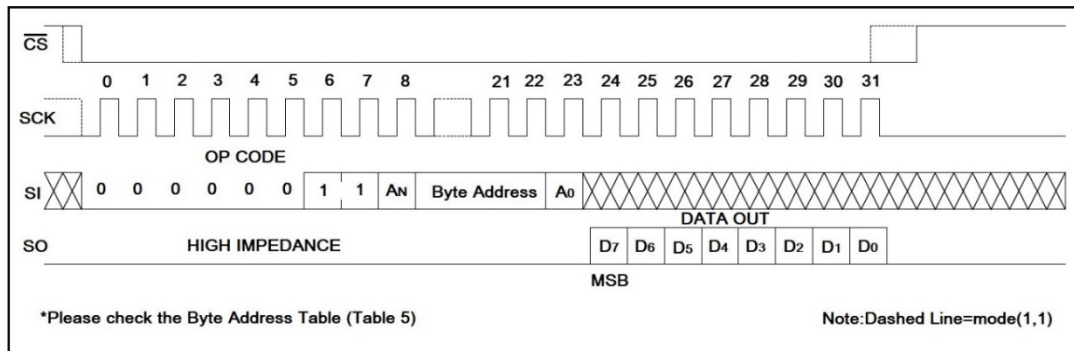 CS
0 1 2 3 4 5 6 7 8 21 22 23 24 25 26 27 28 29 30 31
SCK
OP CODE
SI 0 0 0 0 0 0 1 1 AN Byte Address A0
DATA OUT
SO HIGH IMPEDANCE D7 D6 D5 D4 D3 D2 D1 D0
MSB
*Please check the Byte Address Table (Table 5) Note:Dashed Line=mode(1,1)